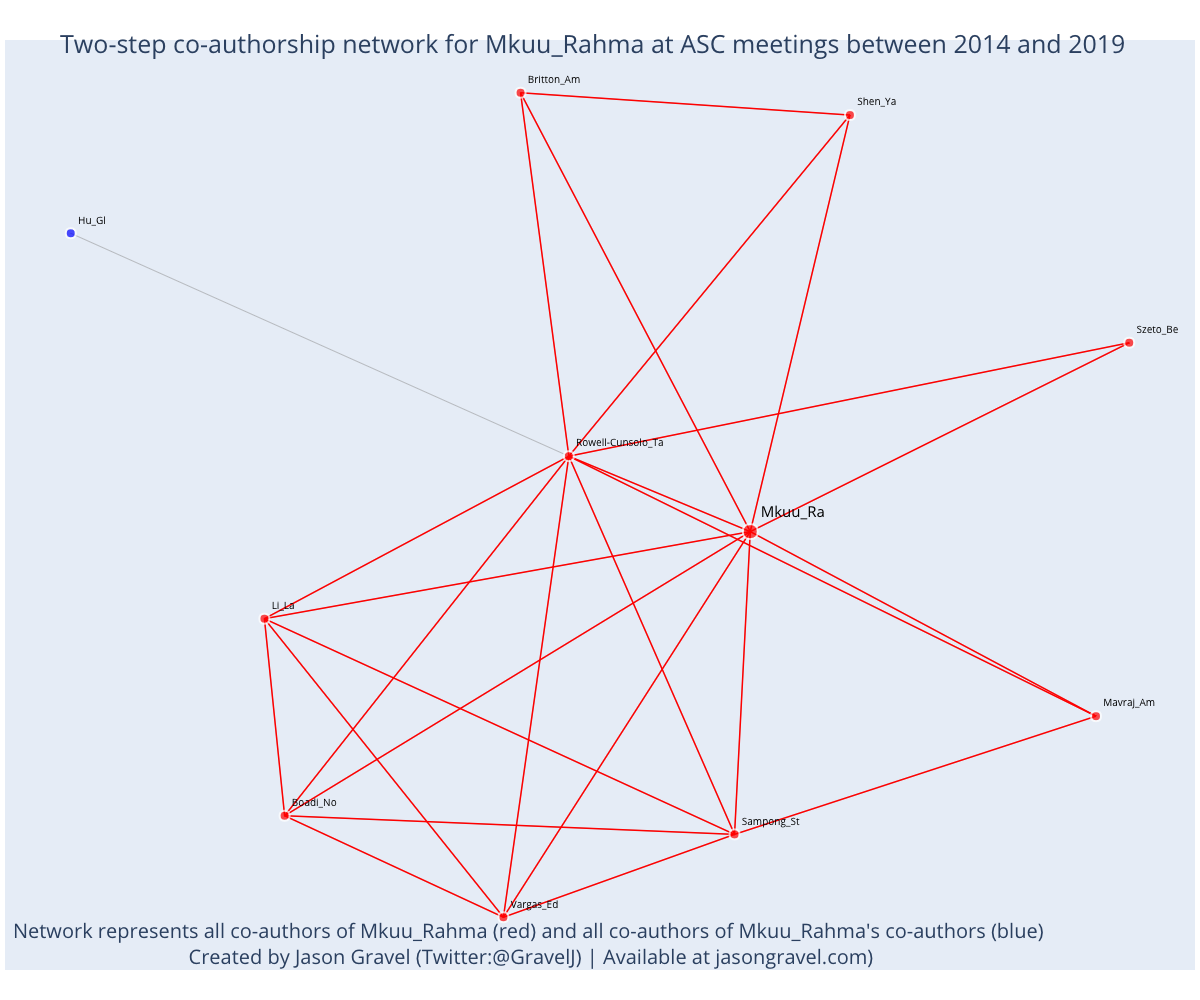 Two-step co-authorship network for Mkuu_Rahma at ASC meetings between 2014 and 2019
Britton_Am
Shen_Ya
Hu_Gl
Szeto_Be
Rowell-Cunsolo_Ta
Mkuu_Ra
Li_La
Mavraj_Am
Boadi_No
Sampong_St
Vargas_Ed
Network represents all co-authors of Mkuu_Rahma (red) and all co-authors of Mkuu_Rahma's co-authors (blue)
Created by Jason Gravel (Twitter:@GravelJ) | Available at jasongravel.com)